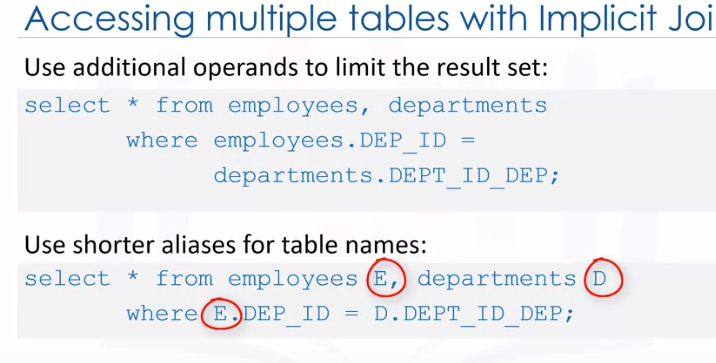 Accessing multiple tables with Implicit Joi
Use additional operands to limit the result set:
select * from employees, departments
where employees.DEP_ID =
departments.DEPT_ID_DEP;
Use shorter aliases for table names:
select * from employees E, departments D
where E.DEP_ID = D.DEPT_ID_DEP;